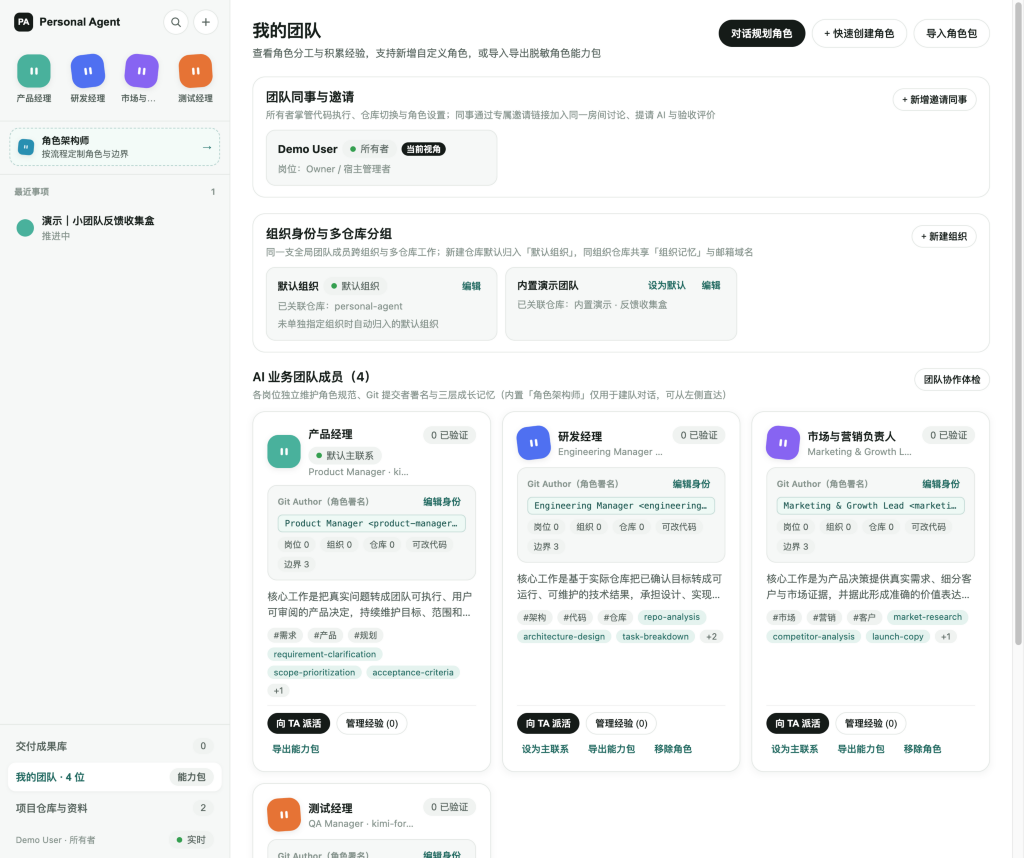 PA Personal Agent
产品经理 研发经理 市场与… 测试经理
角色架构师
按流程定制角色与边界
→
最近事项 1
演示｜小团队反馈收集盒
推进中
交付成果库 0
我的团队 · 4 位 能力包
项目仓库与资料 2
Demo User · 所有者 实时
我的团队
查看角色分工与积累经验，支持新增自定义角色，或导入导出脱敏角色能力包
对话规划角色 + 快速创建角色 导入角色包
团队同事与邀请
所有者掌管代码执行、仓库切换与角色设置；同事通过专属邀请链接加入同一房间讨论、提请 AI 与验收评价
+ 新增邀请同事
Demo User 所有者 当前视角
岗位：Owner / 宿主管理者
组织身份与多仓库分组
同一支全局团队成员跨组织与多仓库工作；新建仓库默认归入「默认组织」，同组织仓库共享「组织记忆」与邮箱域名
+ 新建组织
默认组织 默认组织 编辑
已关联仓库：personal-agent
未单独指定组织时自动归入的默认组织
内置演示团队 设为默认 编辑
已关联仓库：内置演示 · 反馈收集盒
AI 业务团队成员（4）
各岗位独立维护角色规范、Git 提交者署名与三层成长记忆（内置「角色架构师」仅用于建队对话，可从左侧直达）
团队协作体检
产品经理 0 已验证
默认主联系
Product Manager · ki...
Git Author（角色署名） 编辑身份
Product Manager <product-manager…
岗位 0 组织 0 仓库 0 可改代码
边界 3
核心工作是把真实问题转成团队可执行、用户
可审阅的产品决定，持续维护目标、范围和…
#需求 #产品 #规划
requirement-clarification
scope-prioritization acceptance-criteria
+1
向 TA 派活 管理经验 (0)
导出能力包
研发经理 0 已验证
Engineering Manager ...
Git Author（角色署名） 编辑身份
Engineering Manager <engineering…
岗位 0 组织 0 仓库 0 可改代码
边界 3
核心工作是基于实际仓库把已确认目标转成可
运行、可维护的技术结果，承担设计、实现…
#架构 #代码 #仓库 repo-analysis
architecture-design task-breakdown +2
向 TA 派活 管理经验 (0)
设为主联系 导出能力包 移除角色
市场与营销负责人 0 已验证
Marketing & Growth L...
Git Author（角色署名） 编辑身份
Marketing & Growth Lead <marketi…
岗位 0 组织 0 仓库 0 可改代码
边界 3
核心工作是为产品决策提供真实需求、细分客
户与市场证据，并据此形成准确的价值表达…
#市场 #营销 #客户 market-research
competitor-analysis launch-copy +1
向 TA 派活 管理经验 (0)
设为主联系 导出能力包 移除角色
测试经理 0 已验证
QA Manager · kimi-for...
Git Author（角色署名） 编辑身份